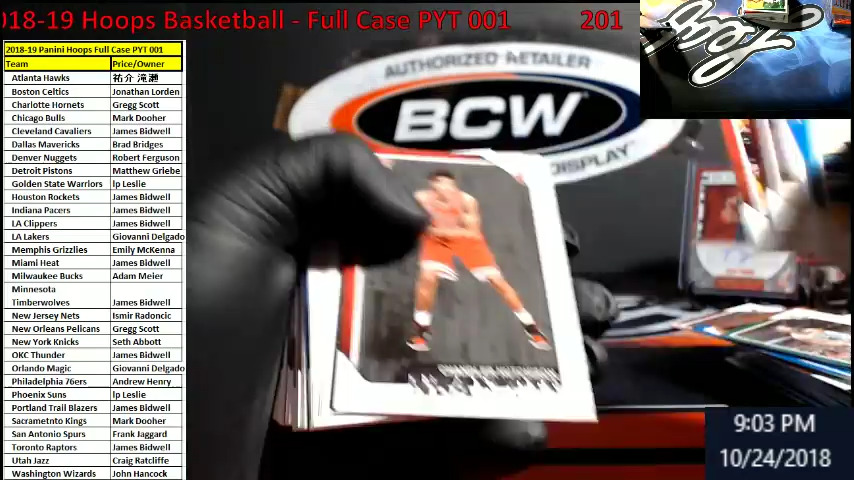 018-19 Hoops Basketball - Full Case PYT 001 201
2018-19 Panini Hoops Full Case PYT 001
Team Price/Owner
Atlanta Hawks 祐介 滝瀬
Boston Celtics Jonathan Lorden
Charlotte Hornets Gregg Scott
Chicago Bulls Mark Dooher
Cleveland Cavaliers James Bidwell
Dallas Mavericks Brad Bridges
Denver Nuggets Robert Ferguson
Detroit Pistons Matthew Griebe
Golden State Warriors lp Leslie
Houston Rockets James Bidwell
Indiana Pacers James Bidwell
LA Clippers James Bidwell
LA Lakers Giovanni Delgado
Memphis Grizzlies Emily McKenna
Miami Heat James Bidwell
Milwaukee Bucks Adam Meier
Minnesota
Timberwolves James Bidwell
New Jersey Nets Ismir Radoncic
New Orleans Pelicans Gregg Scott
New York Knicks Seth Abbott
OKC Thunder James Bidwell
Orlando Magic Giovanni Delgado
Philadelphia 76ers Andrew Henry
Phoenix Suns lp Leslie
Portland Trail Blazers James Bidwell
Sacrametnto Kings Mark Dooher
San Antonio Spurs Frank Jaggard
Toronto Raptors James Bidwell
Utah Jazz Craig Ratcliffe
Washington Wizards John Hancock
AUTHORIZED RETAILER
BCW
DISPLAY
9:03 PM
10/24/2018